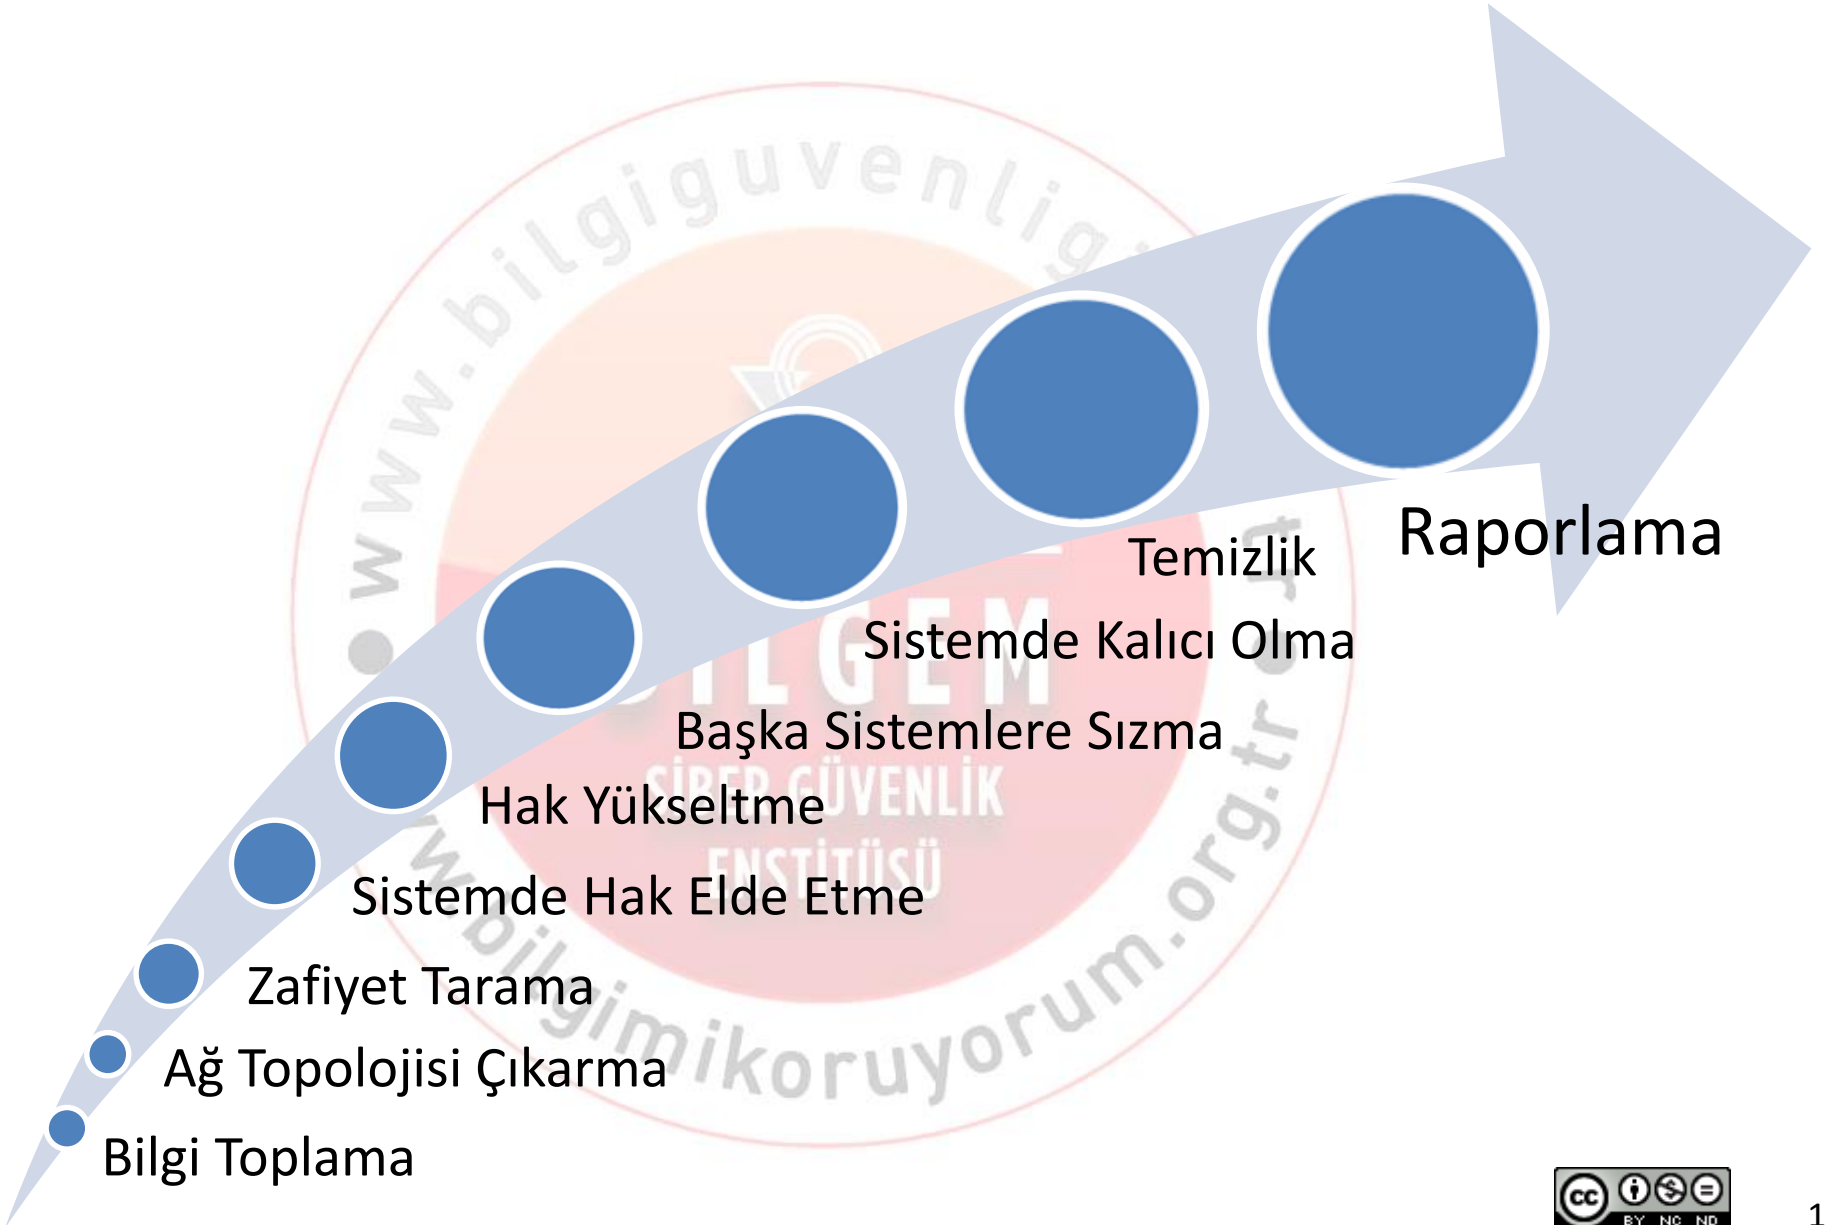 www.bilgiguvenligi
tr
Raporlama
Temizlik
Sistemde Kalıcı Olma
BİLGEM
Başka Sistemlere Sızma
SİBER GÜVENLİK
Hak Yükseltme
ENSTİTÜSÜ
Sistemde Hak Elde Etme
Zafiyet Tarama
bilgimikoruyorum.org.tr
Ağ Topolojisi Çıkarma
Bilgi Toplama
cc
BY NC ND
1